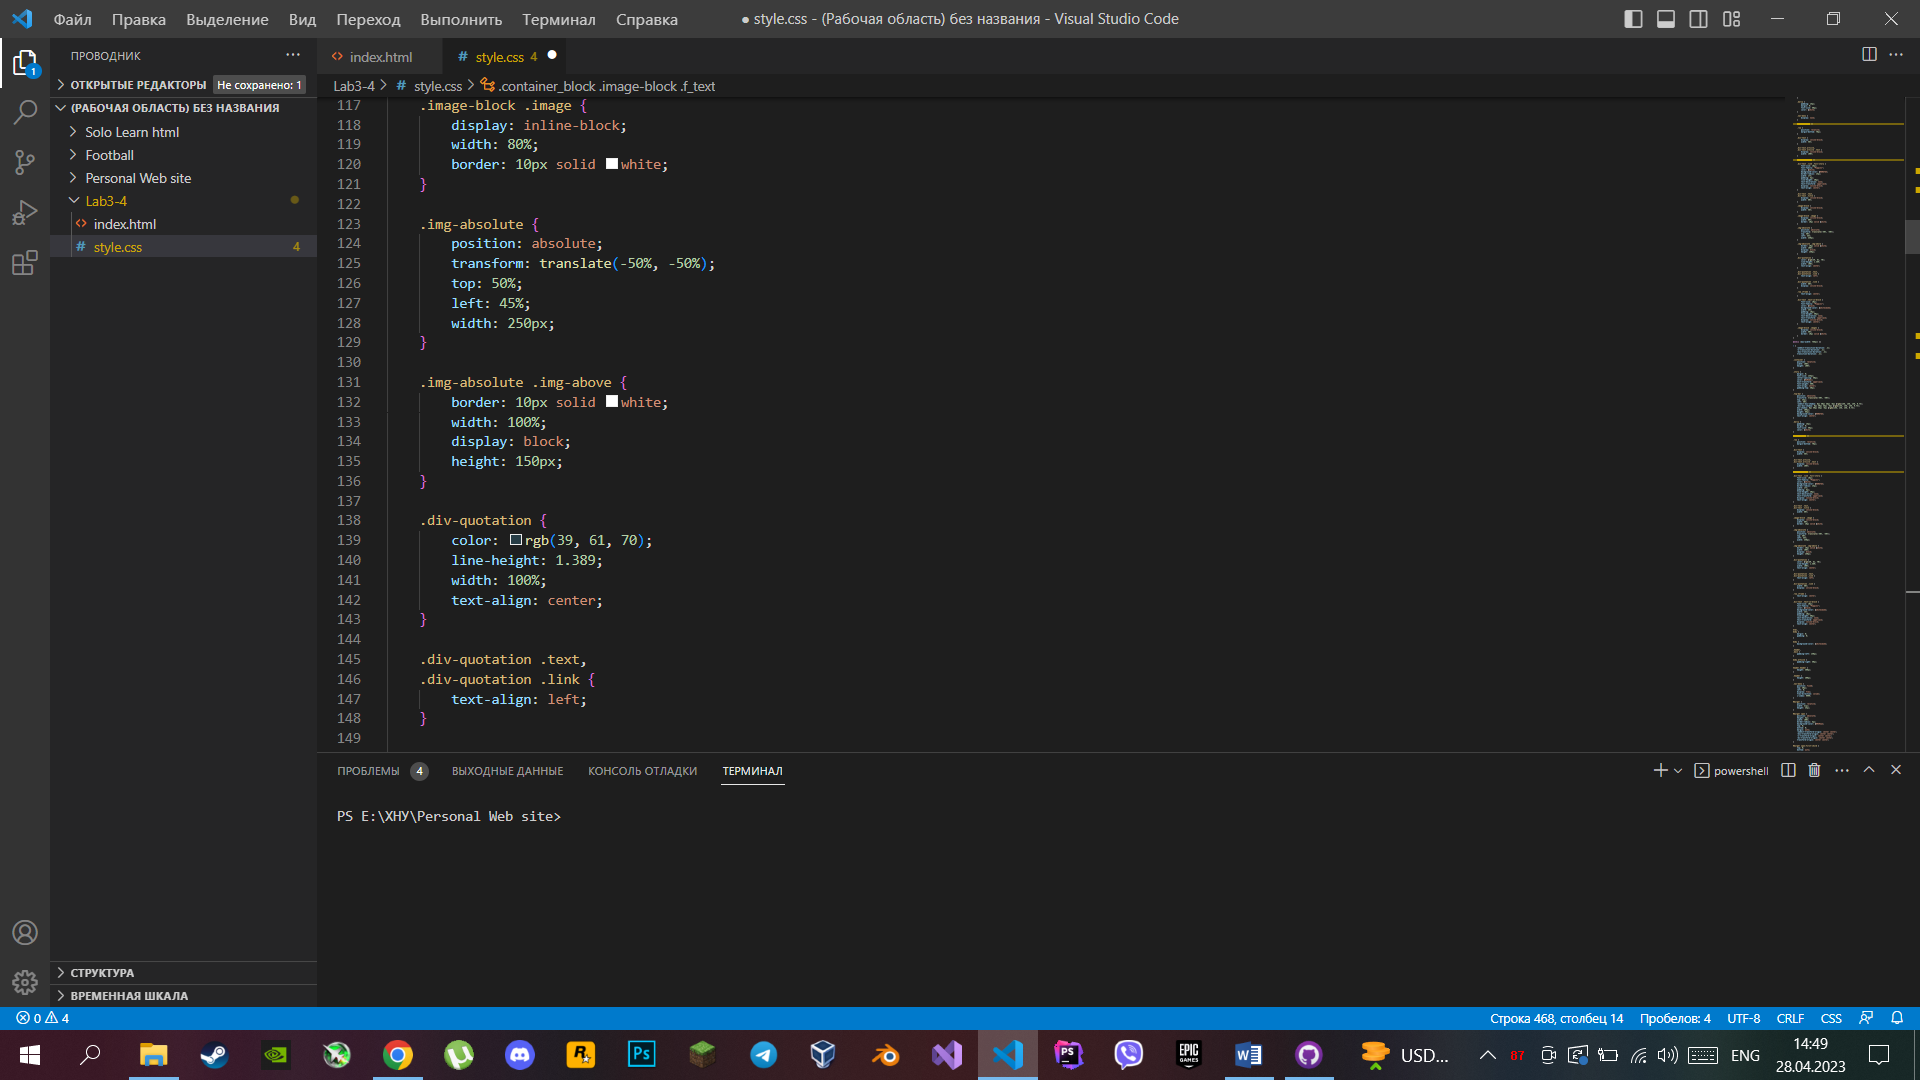 Файл Правка Выделение Вид Переход Выполнить Терминал Справка ● style.css - (Рабочая область) без названия - Visual Studio Code
ПРОВОДНИК
ОТКРЫТЫЕ РЕДАКТОРЫ Не сохранено: 1
(РАБОЧАЯ ОБЛАСТЬ) БЕЗ НАЗВАНИЯ
Solo Learn html
Football
Personal Web site
Lab3-4
index.html
style.css 4
СТРУКТУРА
ВРЕМЕННАЯ ШКАЛА
1
index.html # style.css 4
Lab3-4 > # style.css > .container_block .image-block .f_text
117 .image-block .image {
118 display: inline-block;
119 width: 80%;
120 border: 10px solid white;
121 }
122
123 .img-absolute {
124 position: absolute;
125 transform: translate(-50%, -50%);
126 top: 50%;
127 left: 45%;
128 width: 250px;
129 }
130
131 .img-absolute .img-above {
132 border: 10px solid white;
133 width: 100%;
134 display: block;
135 height: 150px;
136 }
137
138 .div-quotation {
139 color: rgb(39, 61, 70);
140 line-height: 1.389;
141 width: 100%;
142 text-align: center;
143 }
144
145 .div-quotation .text,
146 .div-quotation .link {
147 text-align: left;
148 }
149
ПРОБЛЕМЫ 4 ВЫХОДНЫЕ ДАННЫЕ КОНСОЛЬ ОТЛАДКИ ТЕРМИНАЛ powershell
PS E:\ХНУ\Personal Web site>
0 4 Строка 468, столбец 14 Пробелов: 4 UTF-8 CRLF CSS
USD... 87 ENG 14:49
28.04.2023